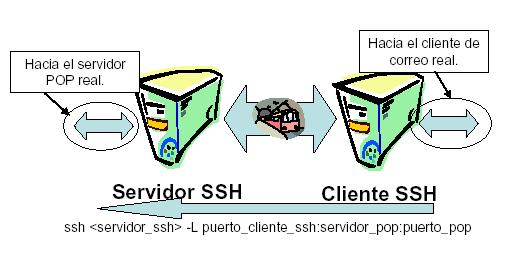 Hacia el servidor
POP real.
Hacia el cliente de
correo real.
Servidor SSH
Cliente SSH
ssh <servidor_ssh> -L puerto_cliente_ssh:servidor_pop:puerto_pop